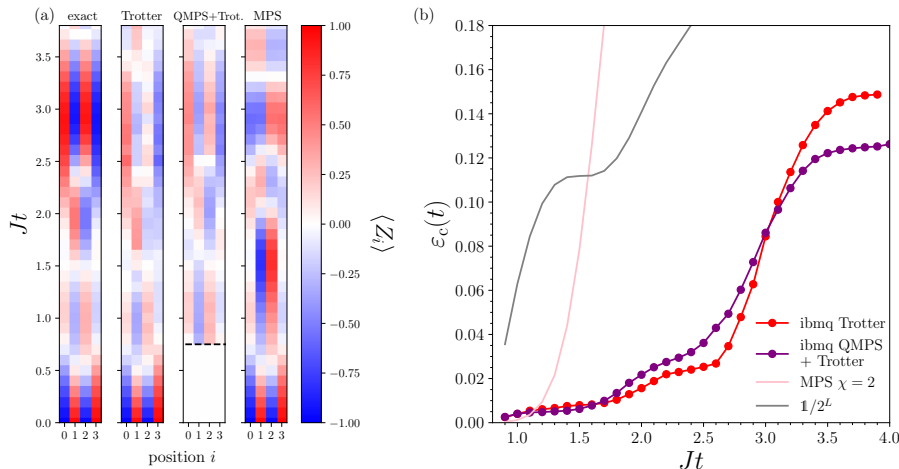 (a)
exact
Trotter
QMPS+Trot.
MPS
Jt
0.0
0.5
1.0
1.5
2.0
2.5
3.0
3.5
0 1 2 3
0 1 2 3
0 1 2 3
0 1 2 3
position i
1.00
0.75
0.50
0.25
0.00
−0.25
−0.50
−0.75
−1.00
⟨Z_i⟩
(b)
0.18
0.16
0.14
0.12
0.10
0.08
0.06
0.04
0.02
0.00
ε_c(t)
ibmq Trotter
ibmq QMPS
+ Trotter
MPS χ = 2
𝟙/2^L
1.0 1.5 2.0 2.5 3.0 3.5 4.0
Jt